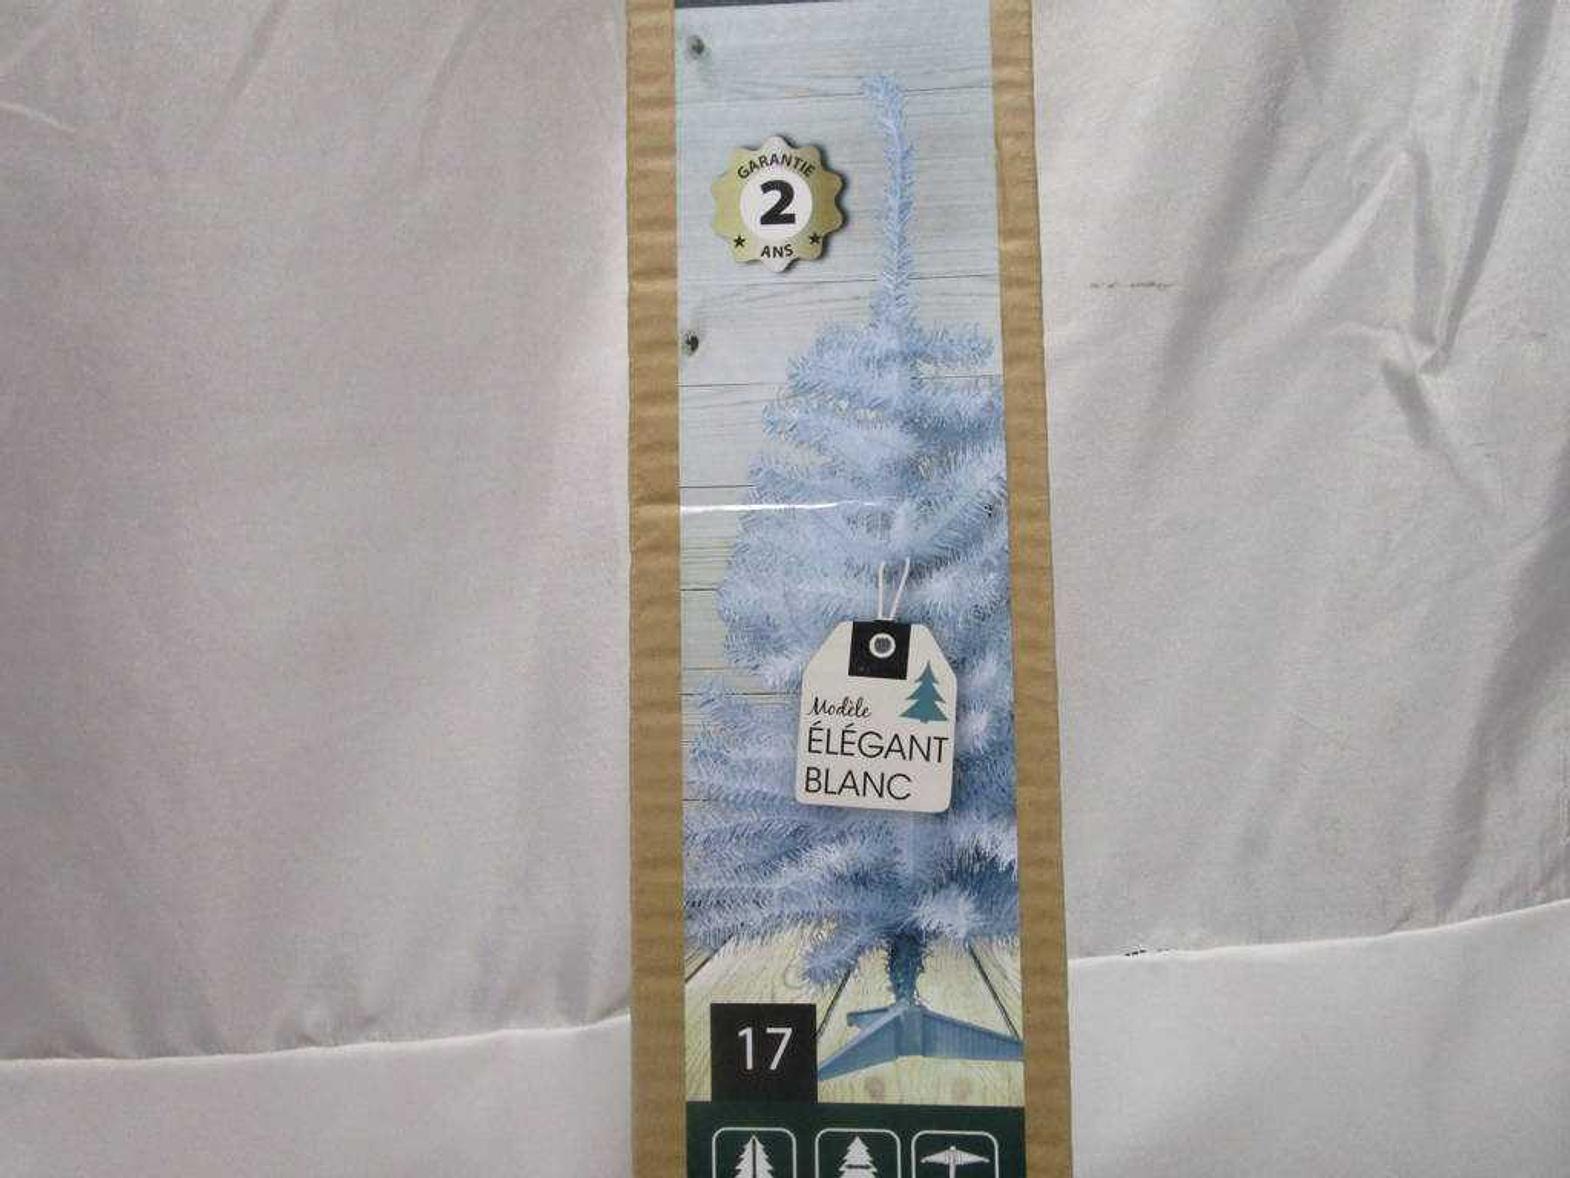 GARANTIE
2
ANS
Modèle
ÉLÉGANT
BLANC
17